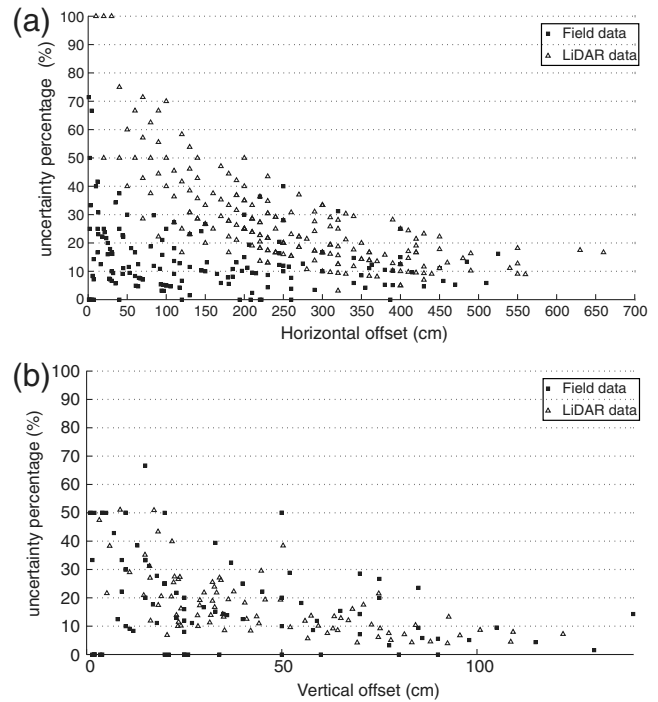 (a)
100
90
80
70
60
50
40
30
20
10
0
uncertainty percentage (%)
Field data
LiDAR data
0 50 100 150 200 250 300 350 400 450 500 550 600 650 700
Horizontal offset (cm)
(b)
100
90
80
70
60
50
40
30
20
10
0
uncertainty percentage (%)
Field data
LiDAR data
0 50 100
Vertical offset (cm)